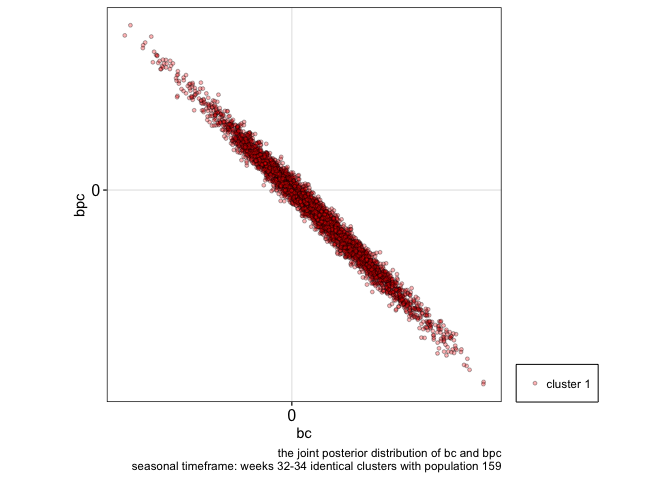 bpc
0
0
bc
cluster 1
the joint posterior distribution of bc and bpc
seasonal timeframe: weeks 32-34 identical clusters with population 159